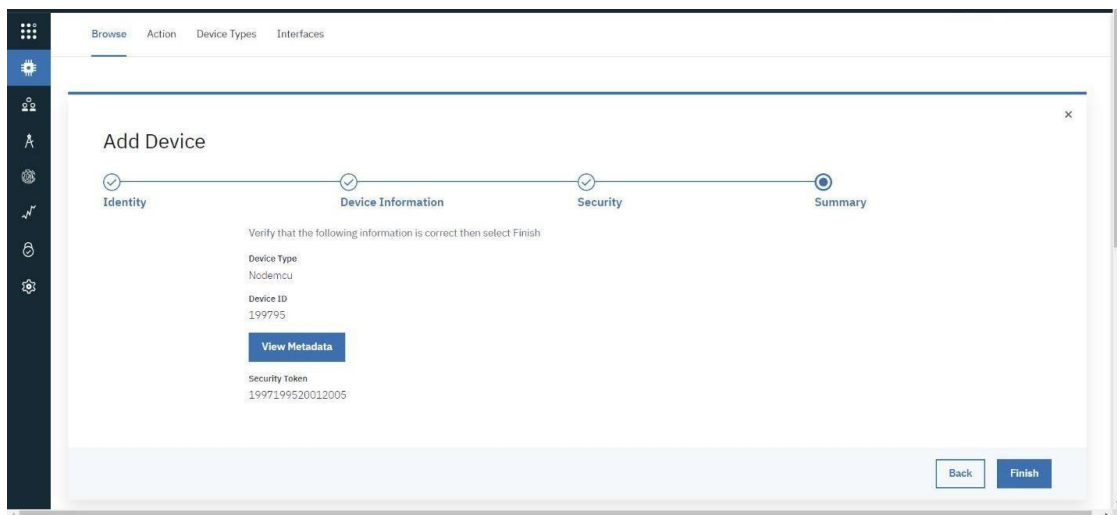 Browse Action Device Types Interfaces
×
Add Device
Identity Device Information Security Summary
Verify that the following information is correct then select Finish
Device Type
Nodemcu
Device ID
199795
View Metadata
Security Token
1997199520012005
Back Finish